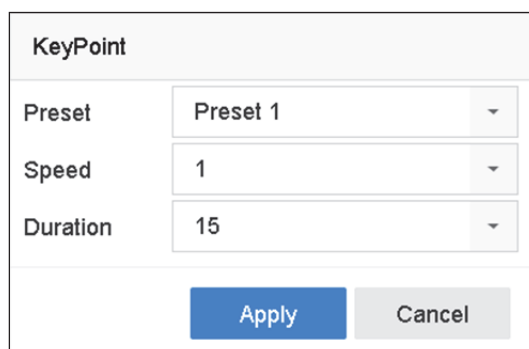 KeyPoint
Preset Preset 1
Speed 1
Duration 15
Apply Cancel